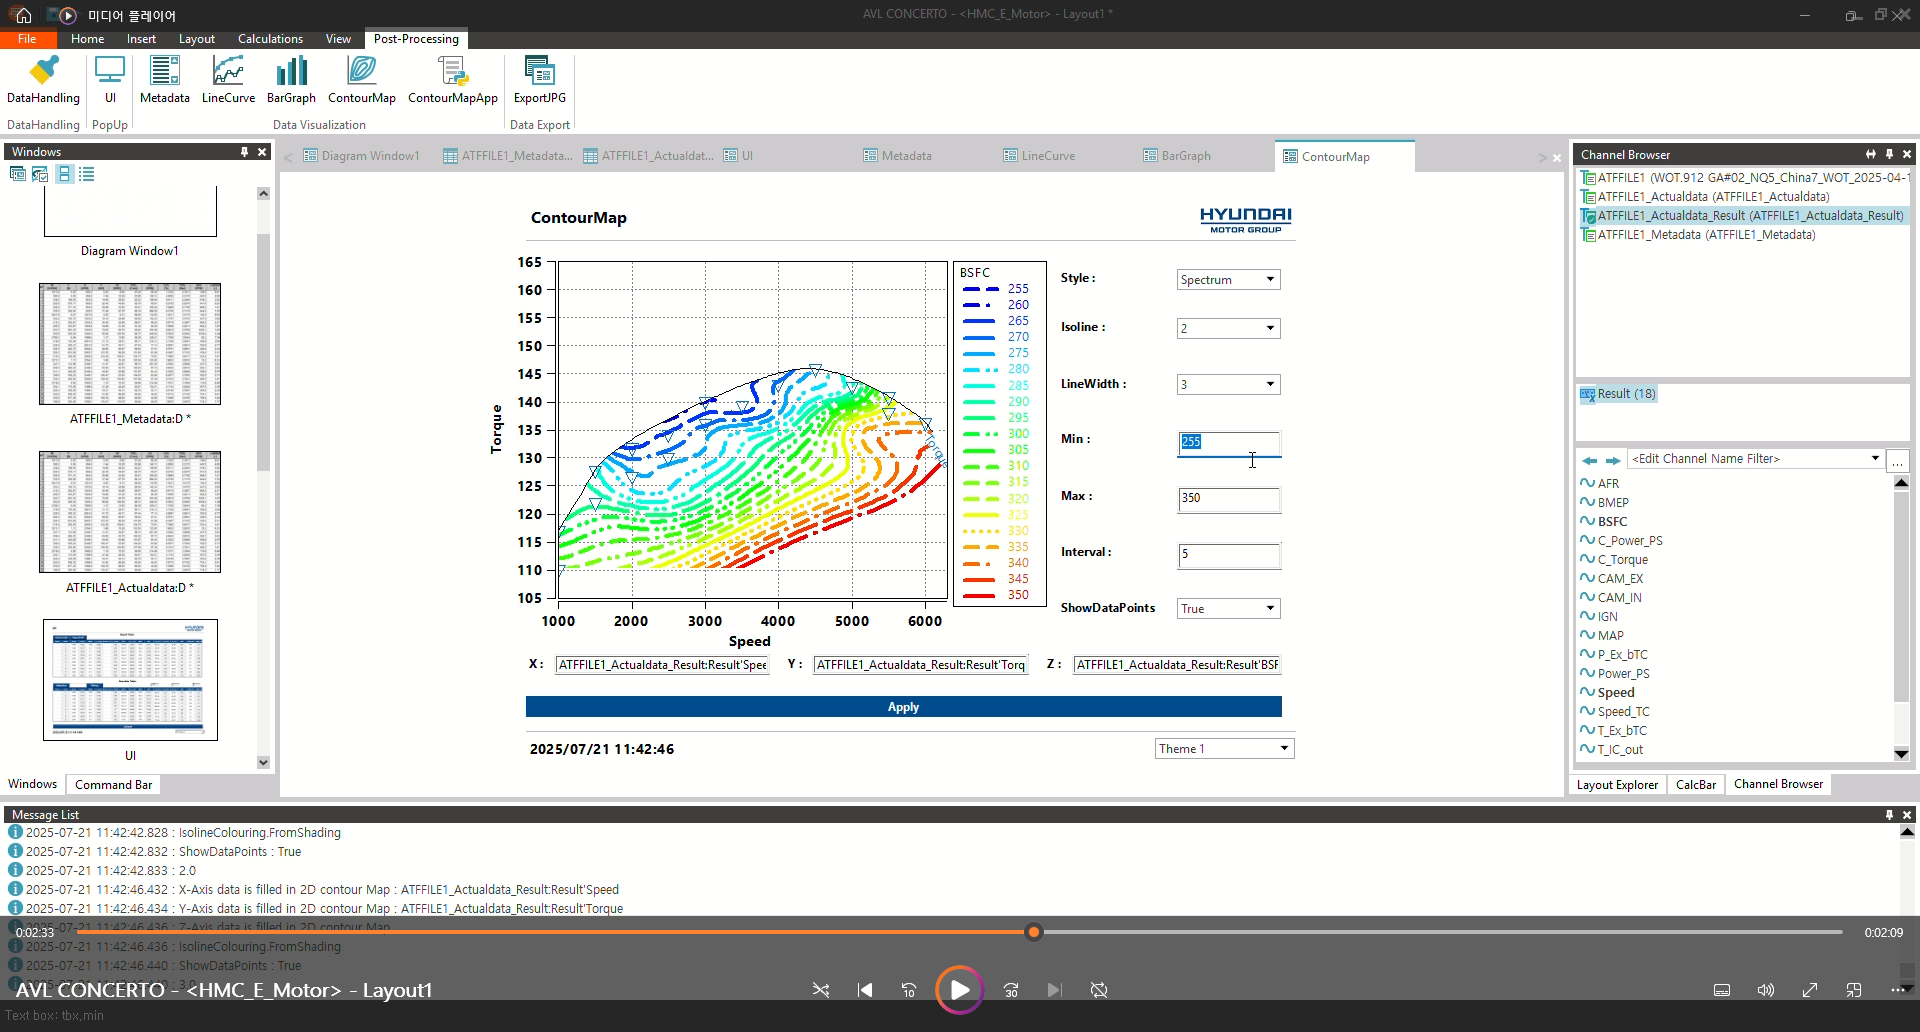 미디어 플레이어
AVL CONCERTO - <HMC_E_Motor> - Layout1 *
File
Home
Insert
Layout
Calculations
View
Post-Processing
DataHandling
UI
Metadata
LineCurve
BarGraph
ContourMap
ContourMapApp
ExportJPG
DataHandling
PopUp
Data Visualization
Data Export
Windows
Diagram Window1
ATFFILE1_Metadata:D *
ATFFILE1_Actualdata:D *
UI
Windows
Command Bar
Diagram Window1
ATFFILE1_Metadata...
ATFFILE1_Actualdat...
UI
Metadata
LineCurve
BarGraph
ContourMap
ContourMap
HYUNDAI
MOTOR GROUP
165
160
155
150
145
140
135
130
125
120
115
110
105
Torque
1000
2000
3000
4000
5000
6000
Speed
Torque
BSFC
255
260
265
270
275
280
285
290
295
300
305
310
315
320
325
330
335
340
345
350
Style :
Spectrum
Isoline :
2
LineWidth :
3
Min :
255
Max :
350
Interval :
5
ShowDataPoints
True
X :
ATFFILE1_Actualdata_Result:Result'Spee
Y :
ATFFILE1_Actualdata_Result:Result'Torq
Z :
ATFFILE1_Actualdata_Result:Result'BSF
Apply
2025/07/21 11:42:46
Theme 1
Channel Browser
ATFFILE1 (WOT.912 GA#02_NQ5_China7_WOT_2025-04-1
ATFFILE1_Actualdata (ATFFILE1_Actualdata)
ATFFILE1_Actualdata_Result (ATFFILE1_Actualdata_Result)
ATFFILE1_Metadata (ATFFILE1_Metadata)
Result (18)
<Edit Channel Name Filter>
...
AFR
BMEP
BSFC
C_Power_PS
C_Torque
CAM_EX
CAM_IN
IGN
MAP
P_Ex_bTC
Power_PS
Speed
Speed_TC
T_Ex_bTC
T_IC_out
Layout Explorer
CalcBar
Channel Browser
Message List
2025-07-21 11:42:42.828 : IsolineColouring.FromShading
2025-07-21 11:42:42.832 : ShowDataPoints : True
2025-07-21 11:42:42.833 : 2.0
2025-07-21 11:42:46.432 : X-Axis data is filled in 2D contour Map : ATFFILE1_Actualdata_Result:Result'Speed
2025-07-21 11:42:46.434 : Y-Axis data is filled in 2D contour Map : ATFFILE1_Actualdata_Result:Result'Torque
2025-07-21 11:42:46.436 : Z-Axis data is filled in 2D contour Map
0:02:33
0:02:09
2025-07-21 11:42:46.436 : IsolineColouring.FromShading
2025-07-21 11:42:46.440 : ShowDataPoints : True
AVL CONCERTO - <HMC_E_Motor> - Layout1
10
30
Text box: tbx_min